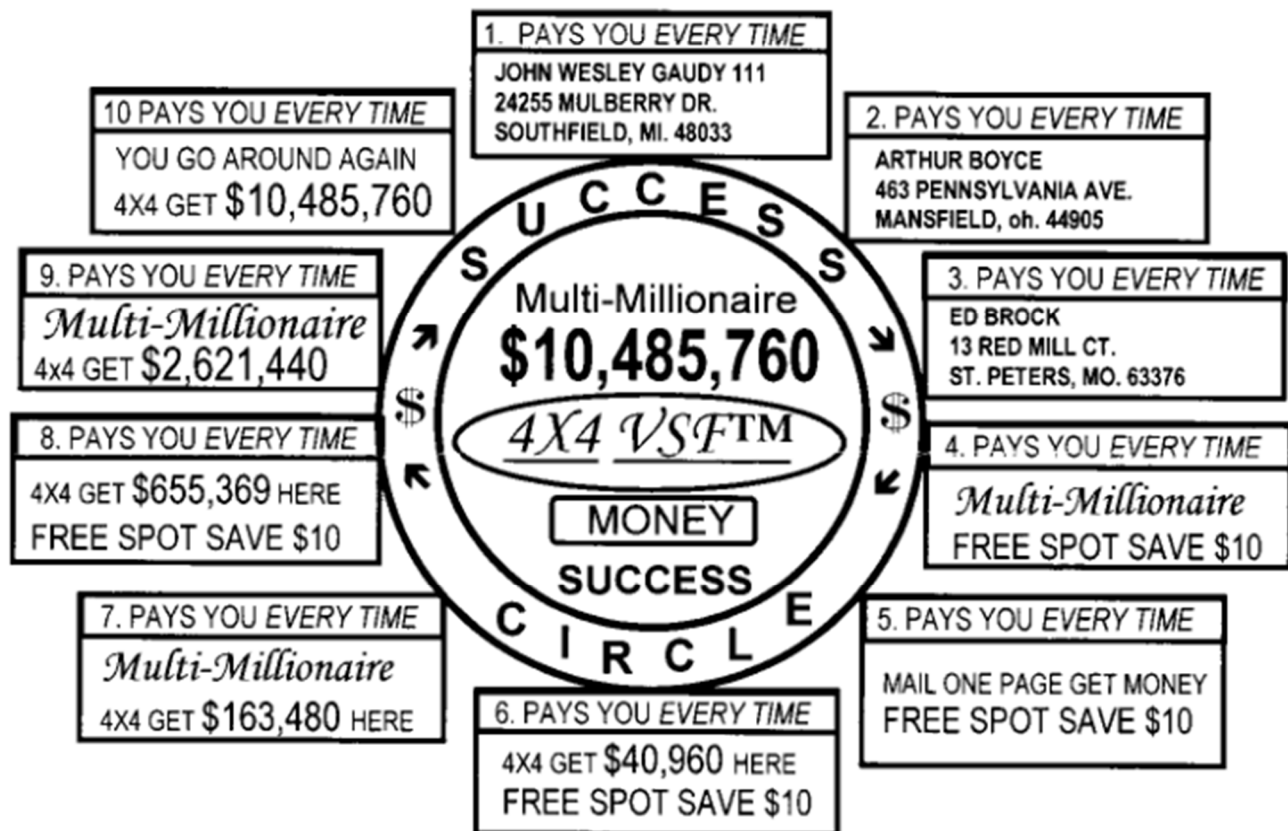 1. PAYS YOU EVERY TIME
JOHN WESLEY GAUDY 111
24255 MULBERRY DR.
SOUTHFIELD, MI. 48033
2. PAYS YOU EVERY TIME
ARTHUR BOYCE
463 PENNSYLVANIA AVE.
MANSFIELD, oh. 44905
3. PAYS YOU EVERY TIME
ED BROCK
13 RED MILL CT.
ST. PETERS, MO. 63376
4. PAYS YOU EVERY TIME
Multi-Millionaire
FREE SPOT SAVE $10
5. PAYS YOU EVERY TIME
MAIL ONE PAGE GET MONEY
FREE SPOT SAVE $10
6. PAYS YOU EVERY TIME
4X4 GET $40,960 HERE
FREE SPOT SAVE $10
7. PAYS YOU EVERY TIME
Multi-Millionaire
4X4 GET $163,480 HERE
8. PAYS YOU EVERY TIME
4X4 GET $655,369 HERE
FREE SPOT SAVE $10
9. PAYS YOU EVERY TIME
Multi-Millionaire
4x4 GET $2,621,440
10 PAYS YOU EVERY TIME
YOU GO AROUND AGAIN
4X4 GET $10,485,760
SUCCESS
$ $
CIRCLE
Multi-Millionaire
$10,485,760
4X4 VSF™
MONEY
SUCCESS